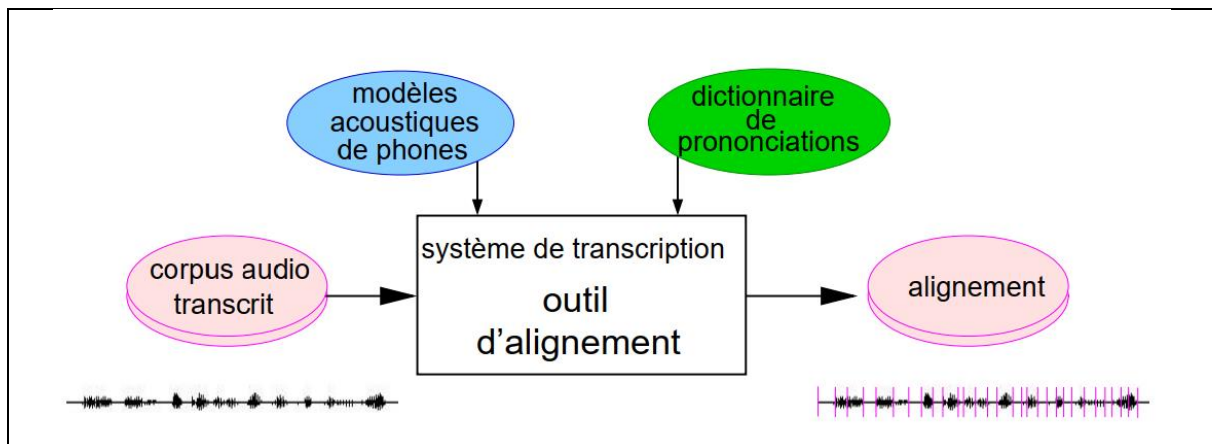 modèles
acoustiques
de phones
dictionnaire
de
prononciations
corpus audio
transcrit
système de transcription
outil
d'alignement
alignement